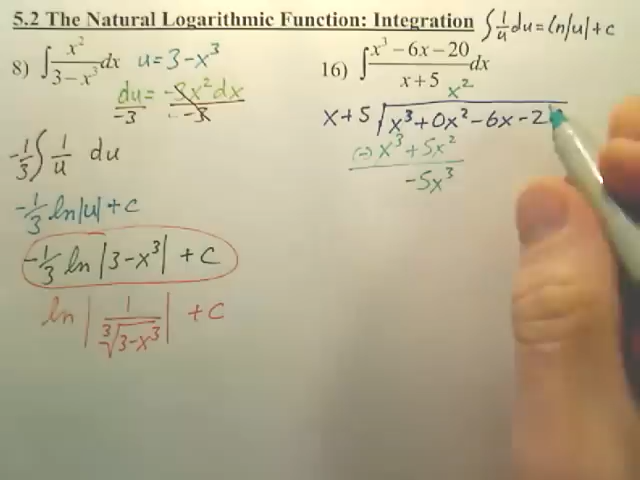 5.2 The Natural Logarithmic Function: Integration ∫ 1/u du = ln|u| + c
8) ∫ x²/(3 − x³) dx u = 3 − x³
du = −3x² dx
−3 −3
−1/3 ∫ 1/u du
−1/3 ln|u| + c
−1/3 ln |3 − x³| + c
ln | 1/∛(3−x³) | + c
16) ∫ (x³ − 6x − 20)/(x + 5) dx
x²
x + 5 ) x³ + 0x² − 6x − 2
(−) x³ + 5x²
−5x³